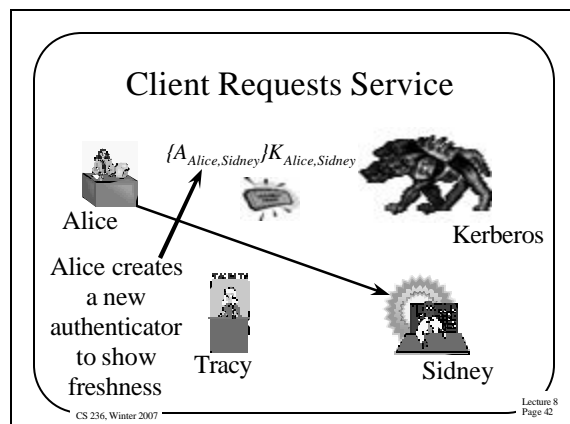 Client Requests Service
{A_Alice,Sidney}K_Alice,Sidney
Alice
Kerberos
Alice creates
a new
authenticator
to show
freshness
Tracy
Sidney
CS 236, Winter 2007
Lecture 8
Page 42